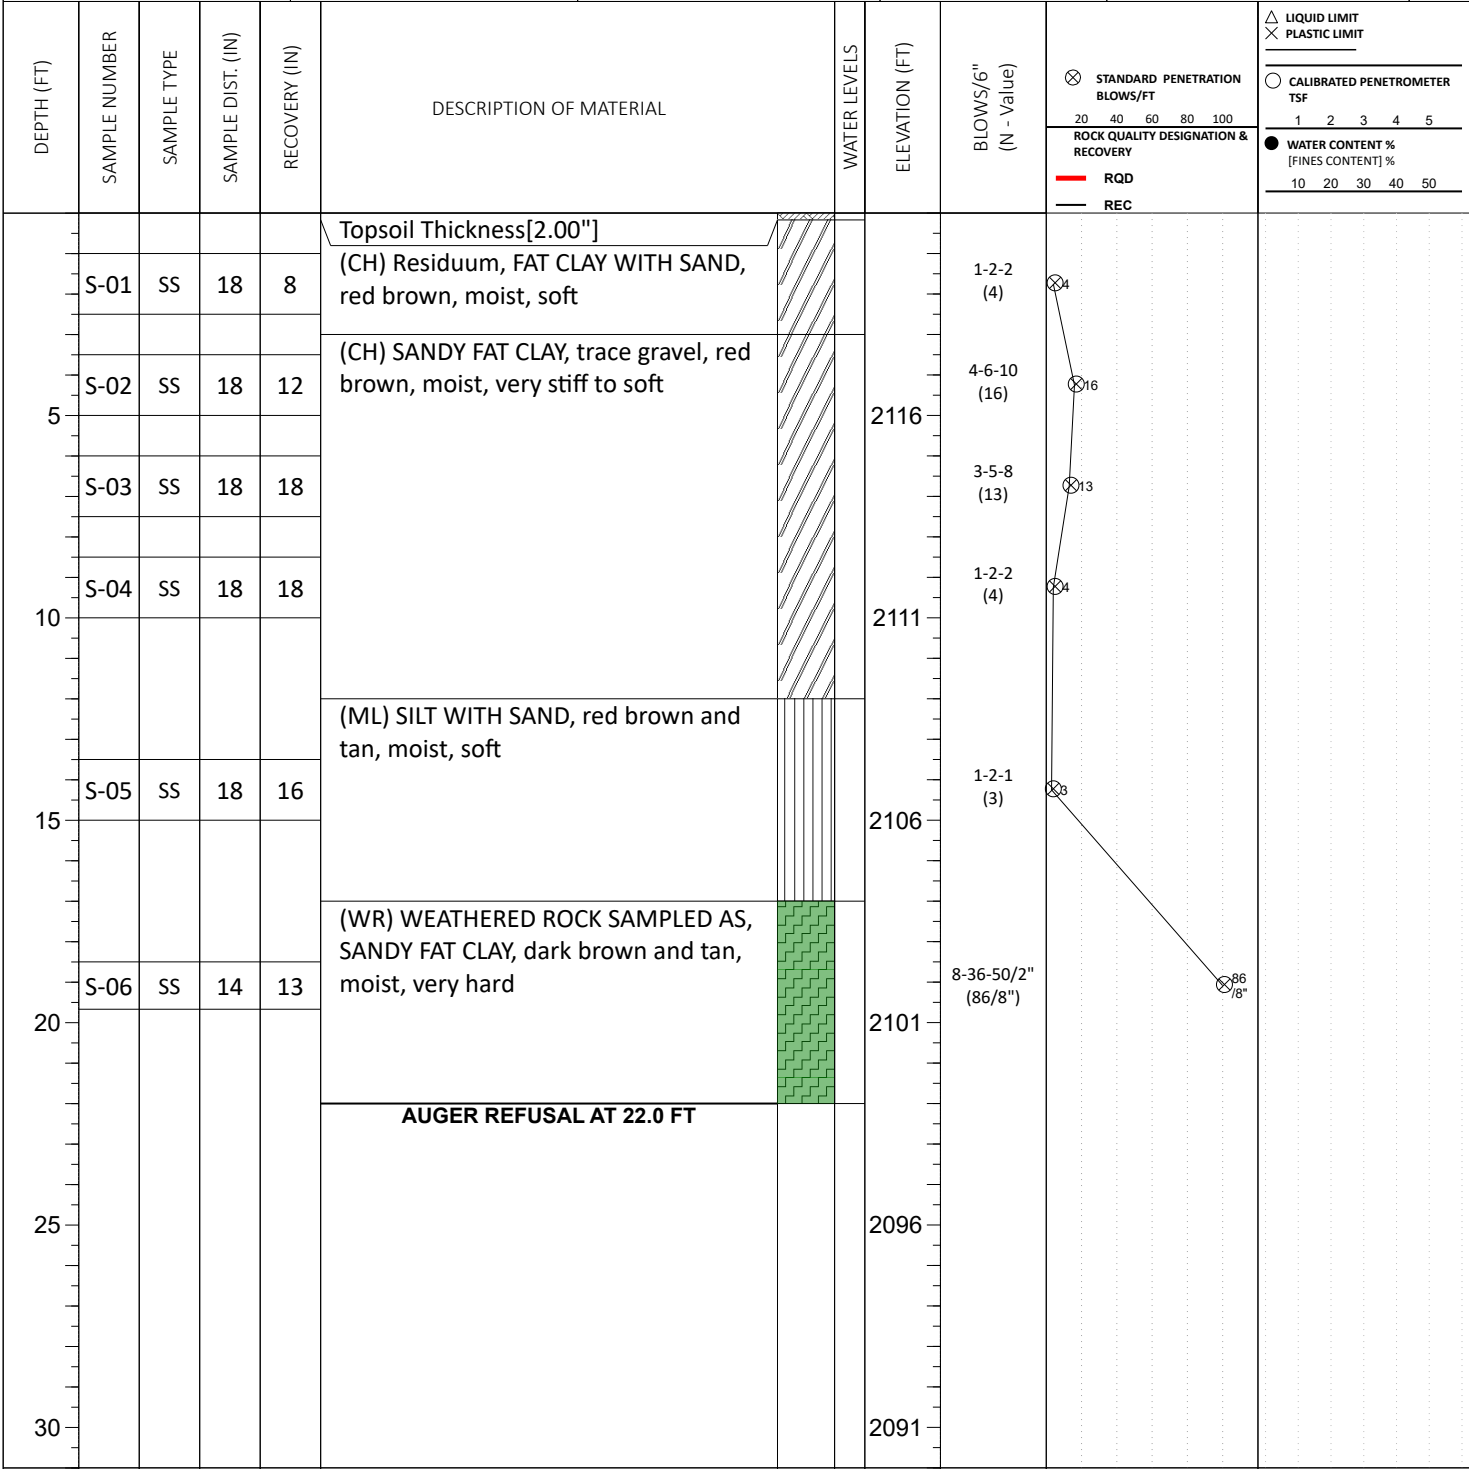 DEPTH (FT)
SAMPLE NUMBER
SAMPLE TYPE
SAMPLE DIST. (IN)
RECOVERY (IN)
DESCRIPTION OF MATERIAL
WATER LEVELS
ELEVATION (FT)
BLOWS/6"
(N - Value)
STANDARD PENETRATION
BLOWS/FT
20 40 60 80 100
ROCK QUALITY DESIGNATION &
RECOVERY
RQD
REC
LIQUID LIMIT
PLASTIC LIMIT
CALIBRATED PENETROMETER
TSF
1 2 3 4 5
WATER CONTENT %
[FINES CONTENT] %
10 20 30 40 50
Topsoil Thickness[2.00"]
(CH) Residuum, FAT CLAY WITH SAND,
red brown, moist, soft
S-01 SS 18 8
1-2-2
(4)
4
(CH) SANDY FAT CLAY, trace gravel, red
brown, moist, very stiff to soft
S-02 SS 18 12
4-6-10
(16)
16
5
2116
S-03 SS 18 18
3-5-8
(13)
13
S-04 SS 18 18
1-2-2
(4)
4
10
2111
(ML) SILT WITH SAND, red brown and
tan, moist, soft
S-05 SS 18 16
1-2-1
(3)
3
15
2106
(WR) WEATHERED ROCK SAMPLED AS,
SANDY FAT CLAY, dark brown and tan,
moist, very hard
S-06 SS 14 13
8-36-50/2"
(86/8")
86
/8"
20
2101
AUGER REFUSAL AT 22.0 FT
25
2096
30
2091